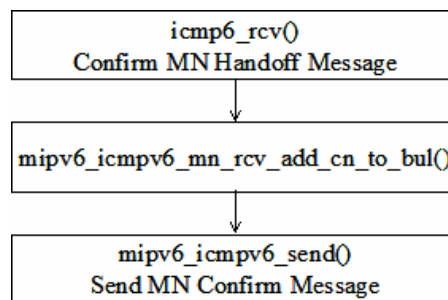 icmp6_rcv()
Confirm MN Handoff Message
mipv6_icmpv6_mn_rcv_add_cn_to_bul()
mipv6_icmpv6_send()
Send MN Confirm Message